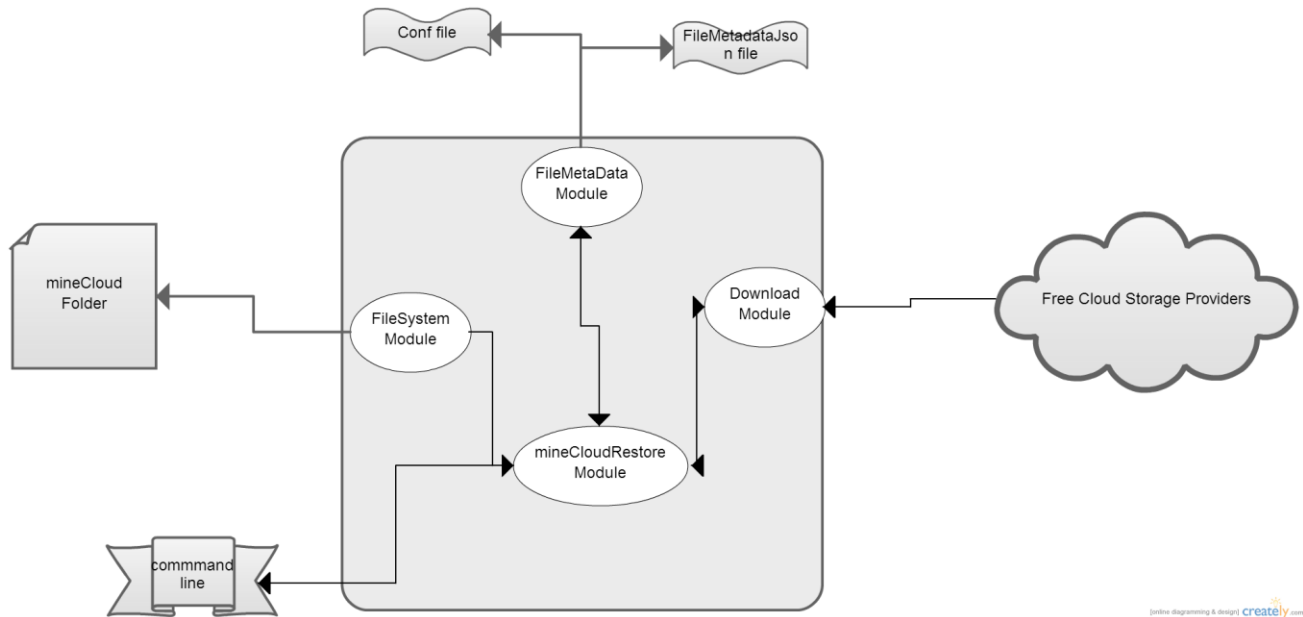 Conf file
FileMetadataJso
n file
FileMetaData
Module
mineCloud
Folder
FileSystem
Module
Download
Module
Free Cloud Storage Providers
mineCloudRestore
Module
commmand
line
[online diagramming & design] creately.com